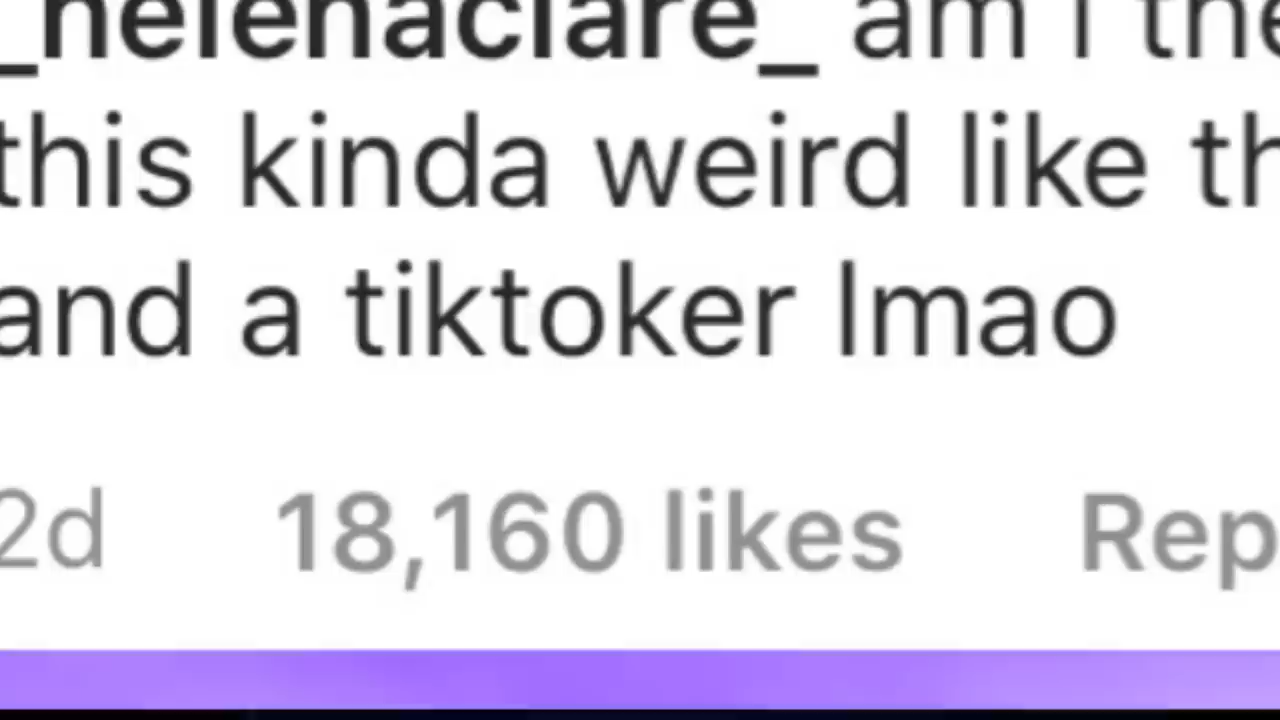 _helenaclare_ am i the
this kinda weird like th
and a tiktoker lmao
2d 18,160 likes Rep